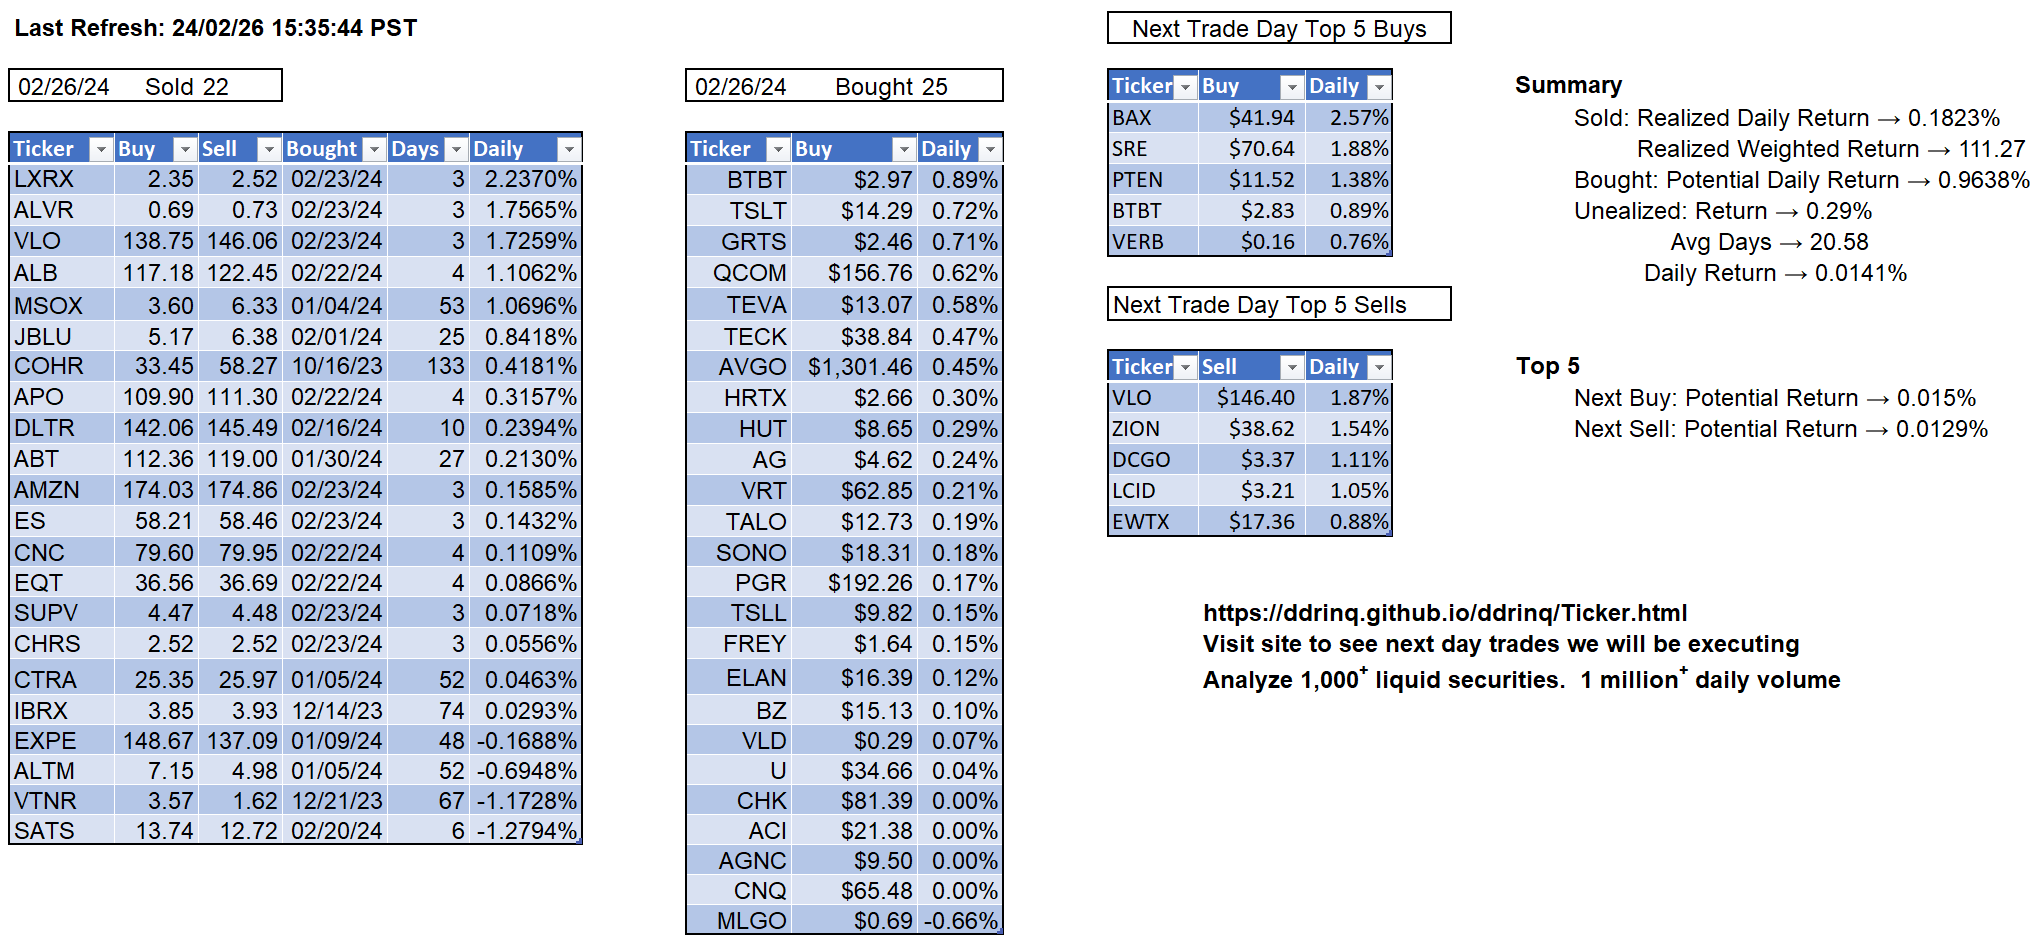 Last Refresh: 24/02/26 15:35:44 PST
02/26/24 Sold 22
Ticker Buy Sell Bought Days Daily
LXRX 2.35 2.52 02/23/24 3 2.2370%
ALVR 0.69 0.73 02/23/24 3 1.7565%
VLO 138.75 146.06 02/23/24 3 1.7259%
ALB 117.18 122.45 02/22/24 4 1.1062%
MSOX 3.60 6.33 01/04/24 53 1.0696%
JBLU 5.17 6.38 02/01/24 25 0.8418%
COHR 33.45 58.27 10/16/23 133 0.4181%
APO 109.90 111.30 02/22/24 4 0.3157%
DLTR 142.06 145.49 02/16/24 10 0.2394%
ABT 112.36 119.00 01/30/24 27 0.2130%
AMZN 174.03 174.86 02/23/24 3 0.1585%
ES 58.21 58.46 02/23/24 3 0.1432%
CNC 79.60 79.95 02/22/24 4 0.1109%
EQT 36.56 36.69 02/22/24 4 0.0866%
SUPV 4.47 4.48 02/23/24 3 0.0718%
CHRS 2.52 2.52 02/23/24 3 0.0556%
CTRA 25.35 25.97 01/05/24 52 0.0463%
IBRX 3.85 3.93 12/14/23 74 0.0293%
EXPE 148.67 137.09 01/09/24 48 -0.1688%
ALTM 7.15 4.98 01/05/24 52 -0.6948%
VTNR 3.57 1.62 12/21/23 67 -1.1728%
SATS 13.74 12.72 02/20/24 6 -1.2794%
02/26/24 Bought 25
Ticker Buy Daily
BTBT $2.97 0.89%
TSLT $14.29 0.72%
GRTS $2.46 0.71%
QCOM $156.76 0.62%
TEVA $13.07 0.58%
TECK $38.84 0.47%
AVGO $1,301.46 0.45%
HRTX $2.66 0.30%
HUT $8.65 0.29%
AG $4.62 0.24%
VRT $62.85 0.21%
TALO $12.73 0.19%
SONO $18.31 0.18%
PGR $192.26 0.17%
TSLL $9.82 0.15%
FREY $1.64 0.15%
ELAN $16.39 0.12%
BZ $15.13 0.10%
VLD $0.29 0.07%
U $34.66 0.04%
CHK $81.39 0.00%
ACI $21.38 0.00%
AGNC $9.50 0.00%
CNQ $65.48 0.00%
MLGO $0.69 -0.66%
Next Trade Day Top 5 Buys
Ticker Buy Daily
BAX $41.94 2.57%
SRE $70.64 1.88%
PTEN $11.52 1.38%
BTBT $2.83 0.89%
VERB $0.16 0.76%
Next Trade Day Top 5 Sells
Ticker Sell Daily
VLO $146.40 1.87%
ZION $38.62 1.54%
DCGO $3.37 1.11%
LCID $3.21 1.05%
EWTX $17.36 0.88%
Summary
Sold: Realized Daily Return → 0.1823%
Realized Weighted Return → 111.27
Bought: Potential Daily Return → 0.9638%
Unealized: Return → 0.29%
Avg Days → 20.58
Daily Return → 0.0141%
Top 5
Next Buy: Potential Return → 0.015%
Next Sell: Potential Return → 0.0129%
https://ddrinq.github.io/ddrinq/Ticker.html
Visit site to see next day trades we will be executing
Analyze 1,000+ liquid securities. 1 million+ daily volume